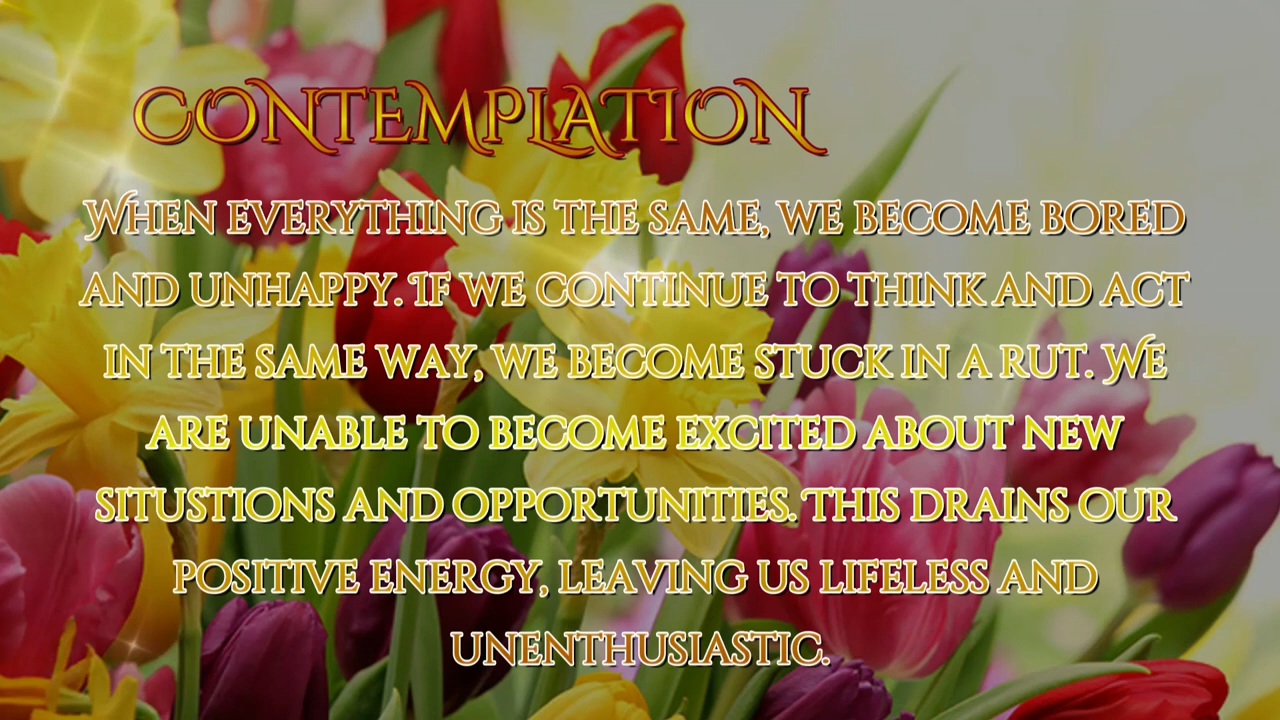 CONTEMPLATION
WHEN EVERYTHING IS THE SAME, WE BECOME BORED
AND UNHAPPY. IF WE CONTINUE TO THINK AND ACT
IN THE SAME WAY, WE BECOME STUCK IN A RUT. WE
ARE UNABLE TO BECOME EXCITED ABOUT NEW
SITUSTIONS AND OPPORTUNITIES. THIS DRAINS OUR
POSITIVE ENERGY, LEAVING US LIFELESS AND
UNENTHUSIASTIC.